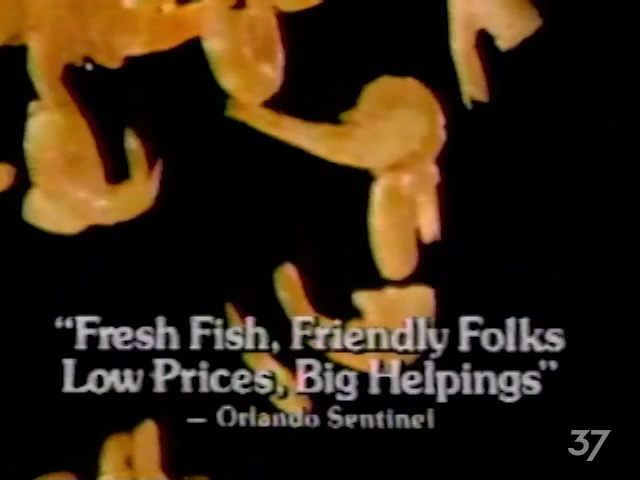 “Fresh Fish, Friendly Folks
Low Prices, Big Helpings”
– Orlando Sentinel
37